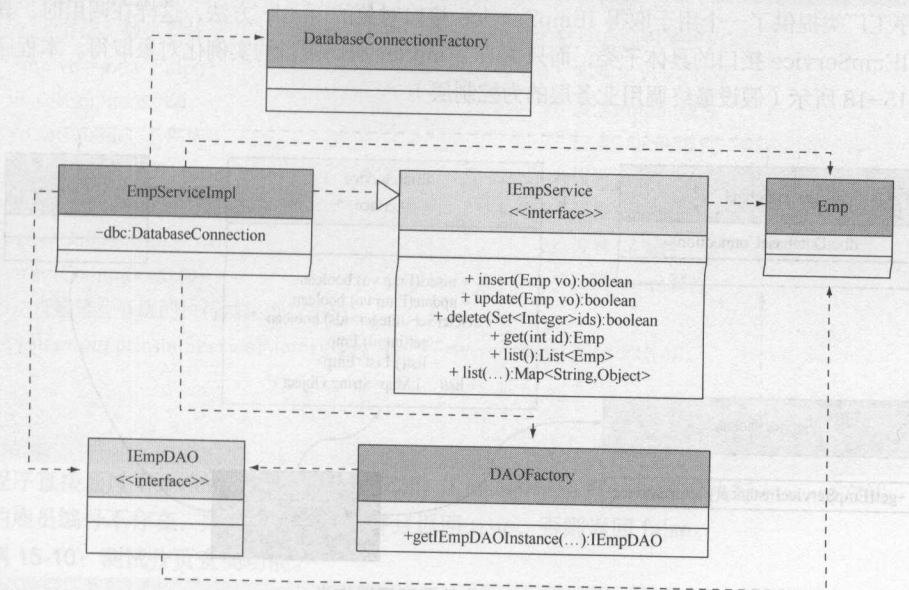 DatabaseConnectionFactory
EmpServiceImpl
-dbc:DatabaseConnection
IEmpService
<<interface>>
+ insert(Emp vo):boolean
+ update(Emp vo):boolean
+ delete(Set<Integer>ids):boolean
+ get(int id):Emp
+ list():List<Emp>
+ list(…):Map<String,Object>
Emp
IEmpDAO
<<interface>>
DAOFactory
+getIEmpDAOInstance(…):IEmpDAO